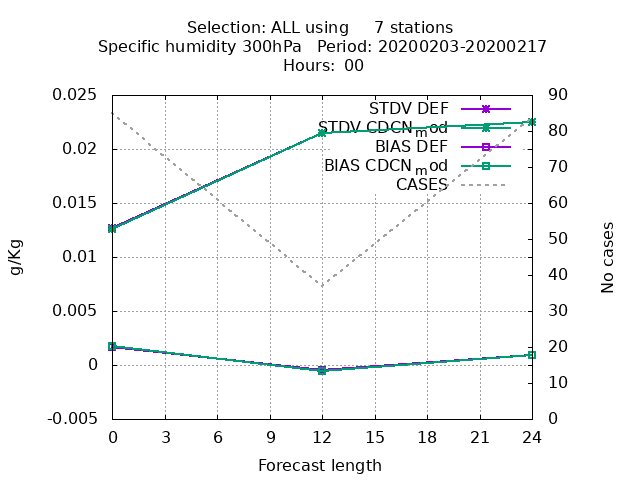 Selection: ALL using 7 stations
Specific humidity 300hPa Period: 20200203-20200217
Hours: 00
0.025
0.02
0.015
0.01
0.005
0
-0.005
g/Kg
STDV DEF
STDV CDCNmod
BIAS DEF
BIAS CDCNmod
CASES
90
80
70
60
50
40
30
20
10
0
No cases
0 3 6 9 12 15 18 21 24
Forecast length